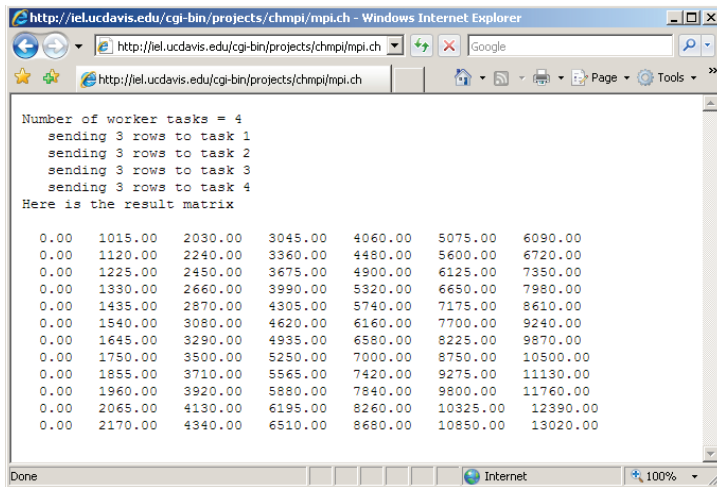 http://iel.ucdavis.edu/cgi-bin/projects/chmpi/mpi.ch - Windows Internet Explorer
http://iel.ucdavis.edu/cgi-bin/projects/chmpi/mpi.ch Google
http://iel.ucdavis.edu/cgi-bin/projects/chmpi/mpi.ch Page Tools »
Number of worker tasks = 4
sending 3 rows to task 1
sending 3 rows to task 2
sending 3 rows to task 3
sending 3 rows to task 4
Here is the result matrix
0.00 1015.00 2030.00 3045.00 4060.00 5075.00 6090.00
0.00 1120.00 2240.00 3360.00 4480.00 5600.00 6720.00
0.00 1225.00 2450.00 3675.00 4900.00 6125.00 7350.00
0.00 1330.00 2660.00 3990.00 5320.00 6650.00 7980.00
0.00 1435.00 2870.00 4305.00 5740.00 7175.00 8610.00
0.00 1540.00 3080.00 4620.00 6160.00 7700.00 9240.00
0.00 1645.00 3290.00 4935.00 6580.00 8225.00 9870.00
0.00 1750.00 3500.00 5250.00 7000.00 8750.00 10500.00
0.00 1855.00 3710.00 5565.00 7420.00 9275.00 11130.00
0.00 1960.00 3920.00 5880.00 7840.00 9800.00 11760.00
0.00 2065.00 4130.00 6195.00 8260.00 10325.00 12390.00
0.00 2170.00 4340.00 6510.00 8680.00 10850.00 13020.00
Done Internet 100%